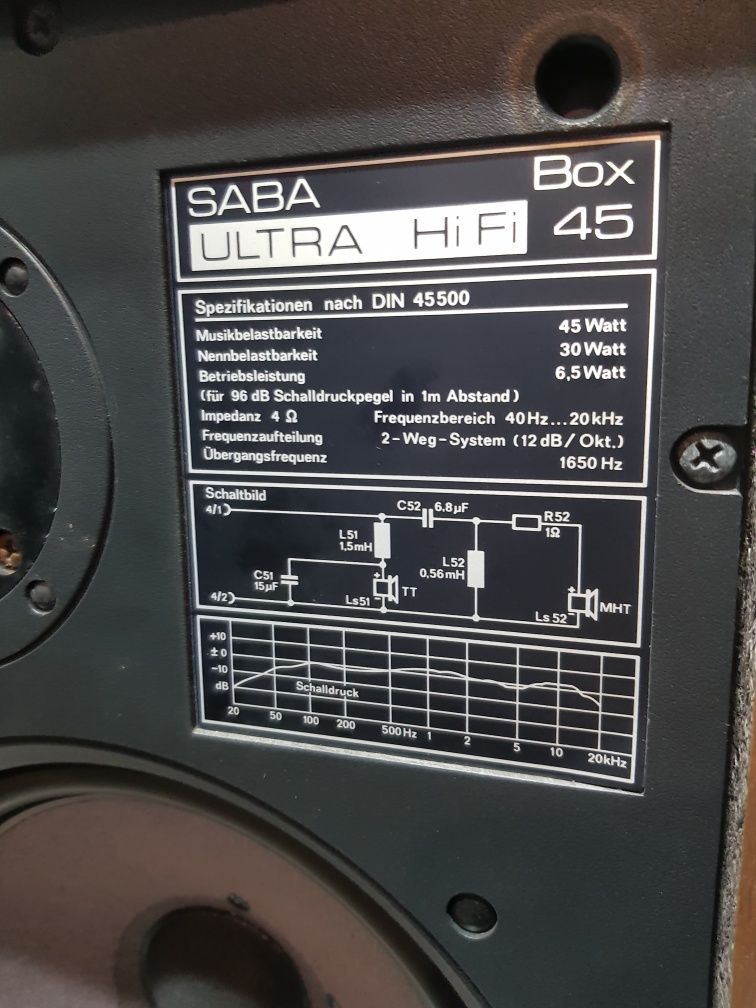 SABA Box
ULTRA HiFi 45
Spezifikationen nach DIN 45500
Musikbelastbarkeit 45 Watt
Nennbelastbarkeit 30 Watt
Betriebsleistung 6,5 Watt
(für 96 dB Schalldruckpegel in 1m Abstand)
Impedanz 4 Ω Frequenzbereich 40 Hz...20 kHz
Frequenzaufteilung 2-Weg-System (12 dB/Okt.)
Übergangsfrequenz 1650 Hz
Schaltbild
4/1
C52 6,8µF
R52
1Ω
L51
1,5mH
L52
0,56mH
C51
15µF
+
TT
Ls51 -
4/2
+
MHT
Ls52 -
+10
±0
-10
dB
Schalldruck
20 50 100 200 500 Hz 1 2 5 10 20kHz